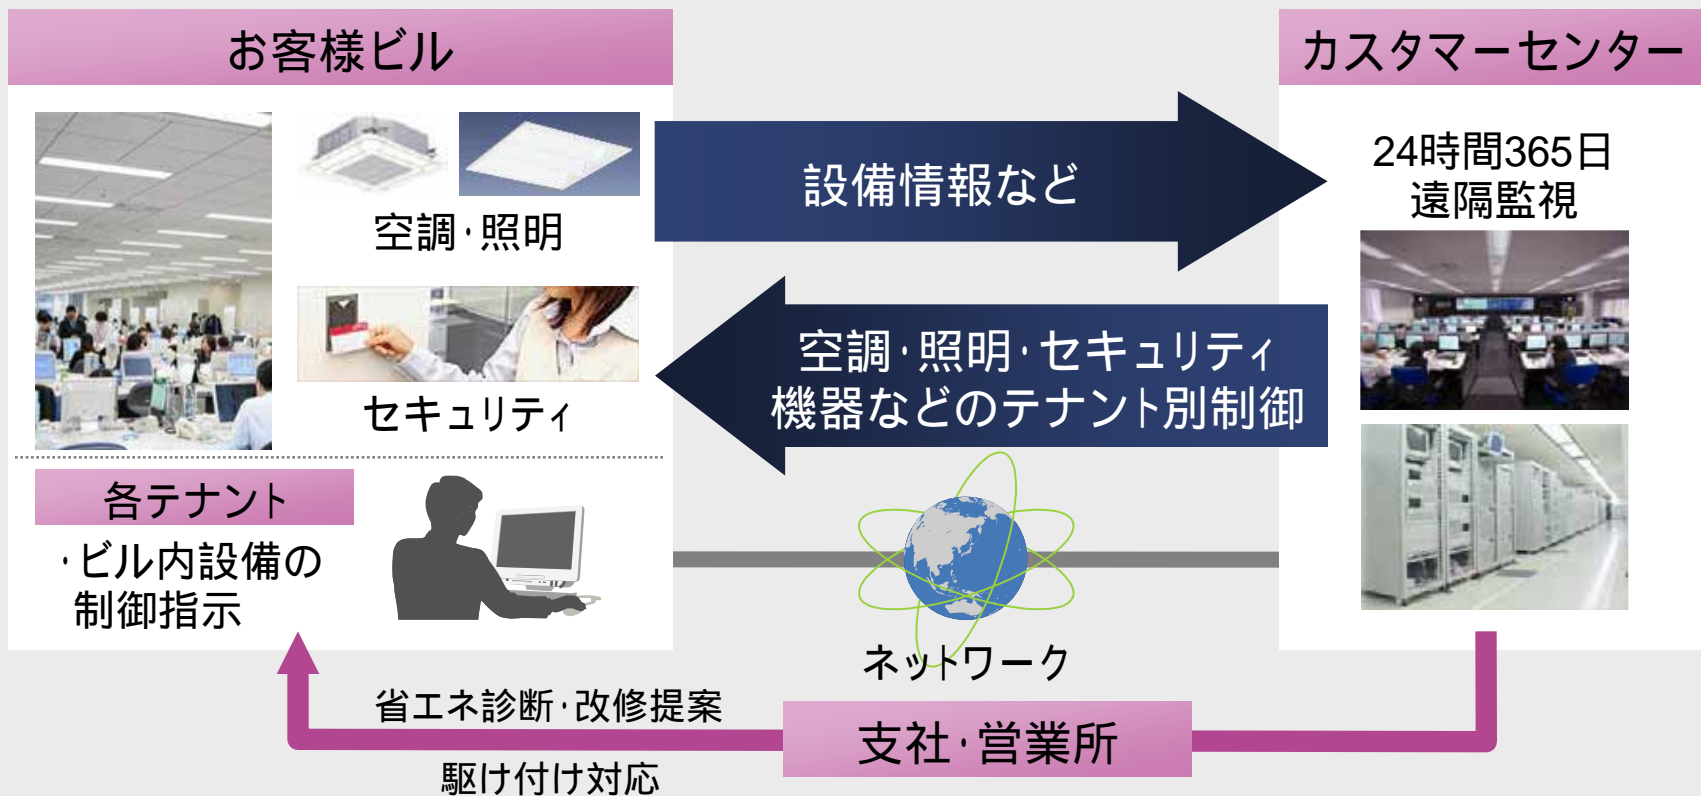 お客様ビル
カスタマーセンター
空調・照明
セキュリティ
各テナント
・ビル内設備の
制御指示
設備情報など
空調・照明・セキュリティ
機器などのテナント別制御
24時間365日
遠隔監視
ネットワーク
省エネ診断・改修提案
駆け付け対応
支社・営業所